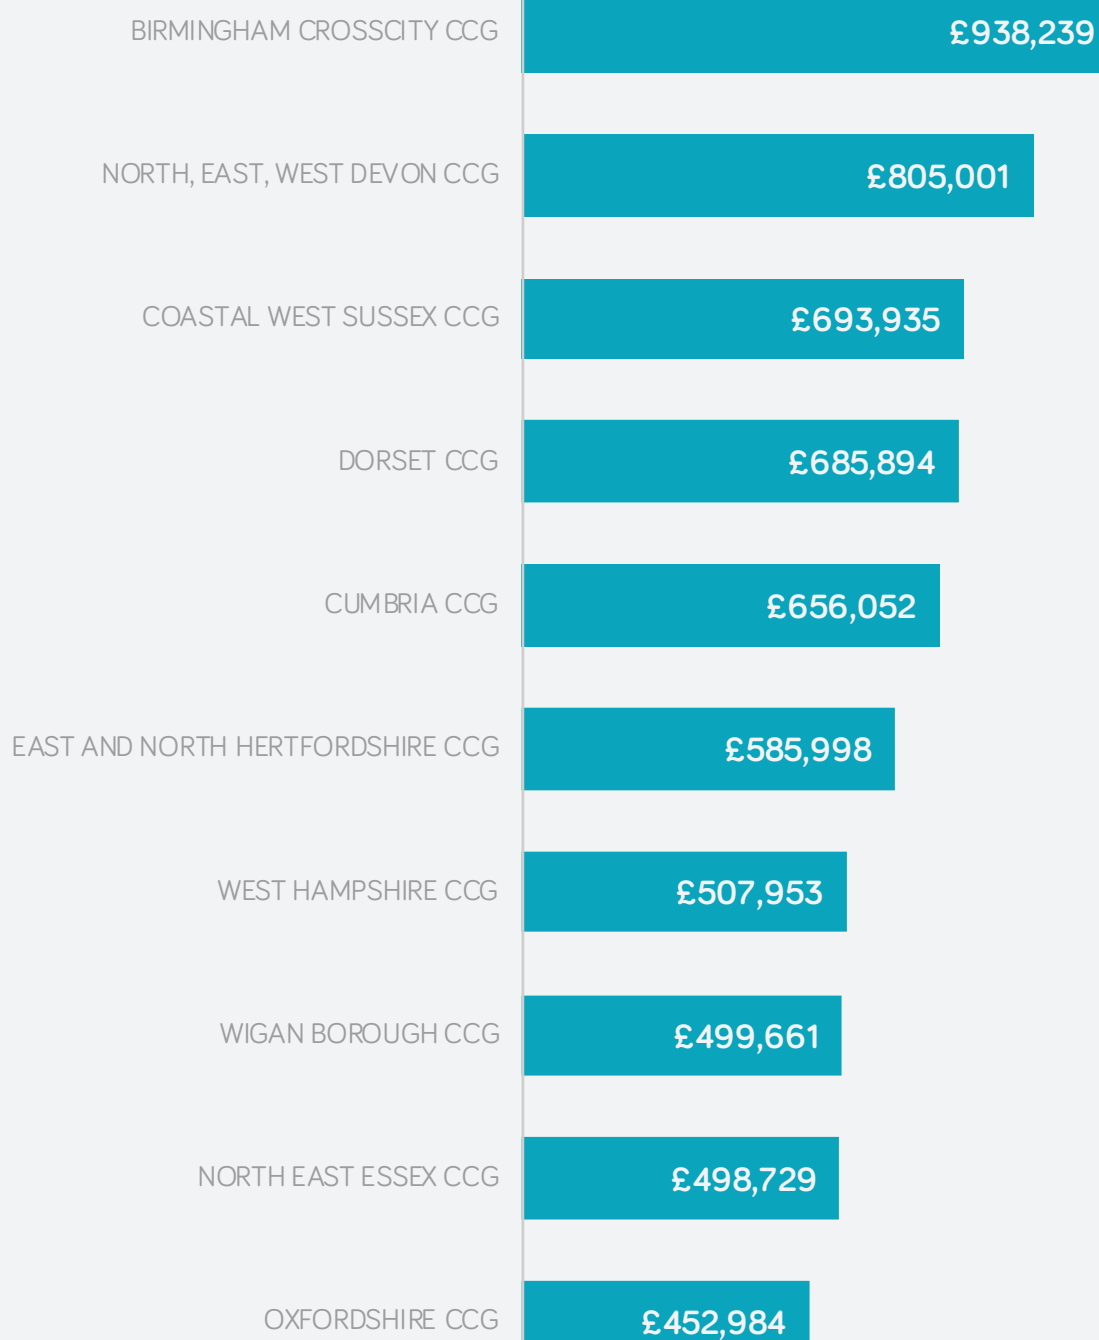 BIRMINGHAM CROSSCITY CCG £938,239
NORTH, EAST, WEST DEVON CCG £805,001
COASTAL WEST SUSSEX CCG £693,935
DORSET CCG £685,894
CUMBRIA CCG £656,052
EAST AND NORTH HERTFORDSHIRE CCG £585,998
WEST HAMPSHIRE CCG £507,953
WIGAN BOROUGH CCG £499,661
NORTH EAST ESSEX CCG £498,729
OXFORDSHIRE CCG £452,984